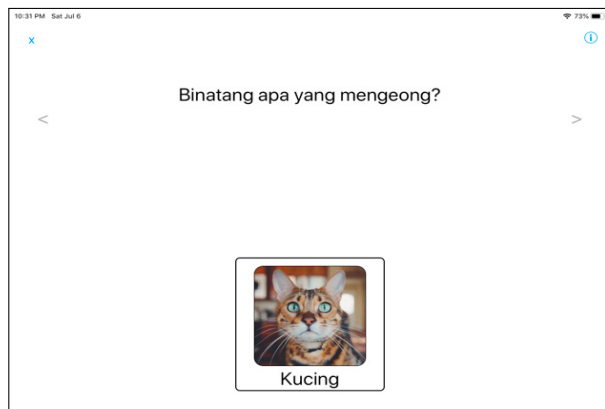 10:31 PM Sat Jul 6 73%
x
Binatang apa yang mengeong?
< >
Kucing